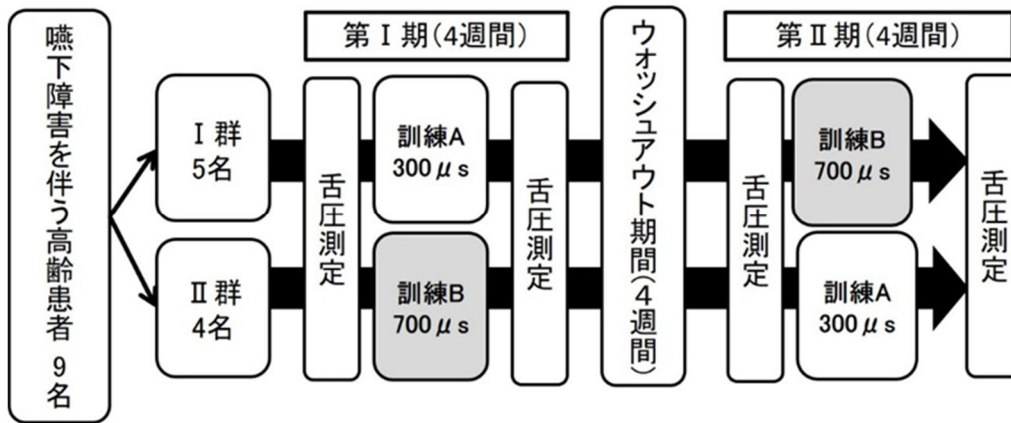 嚥下障害を伴う高齢患者 9名
Ⅰ群
5名
Ⅱ群
4名
第Ⅰ期(4週間)
舌圧測定
訓練A
300μs
訓練B
700μs
舌圧測定
ウォッシュアウト期間(4週間)
第Ⅱ期(4週間)
舌圧測定
訓練B
700μs
訓練A
300μs
舌圧測定